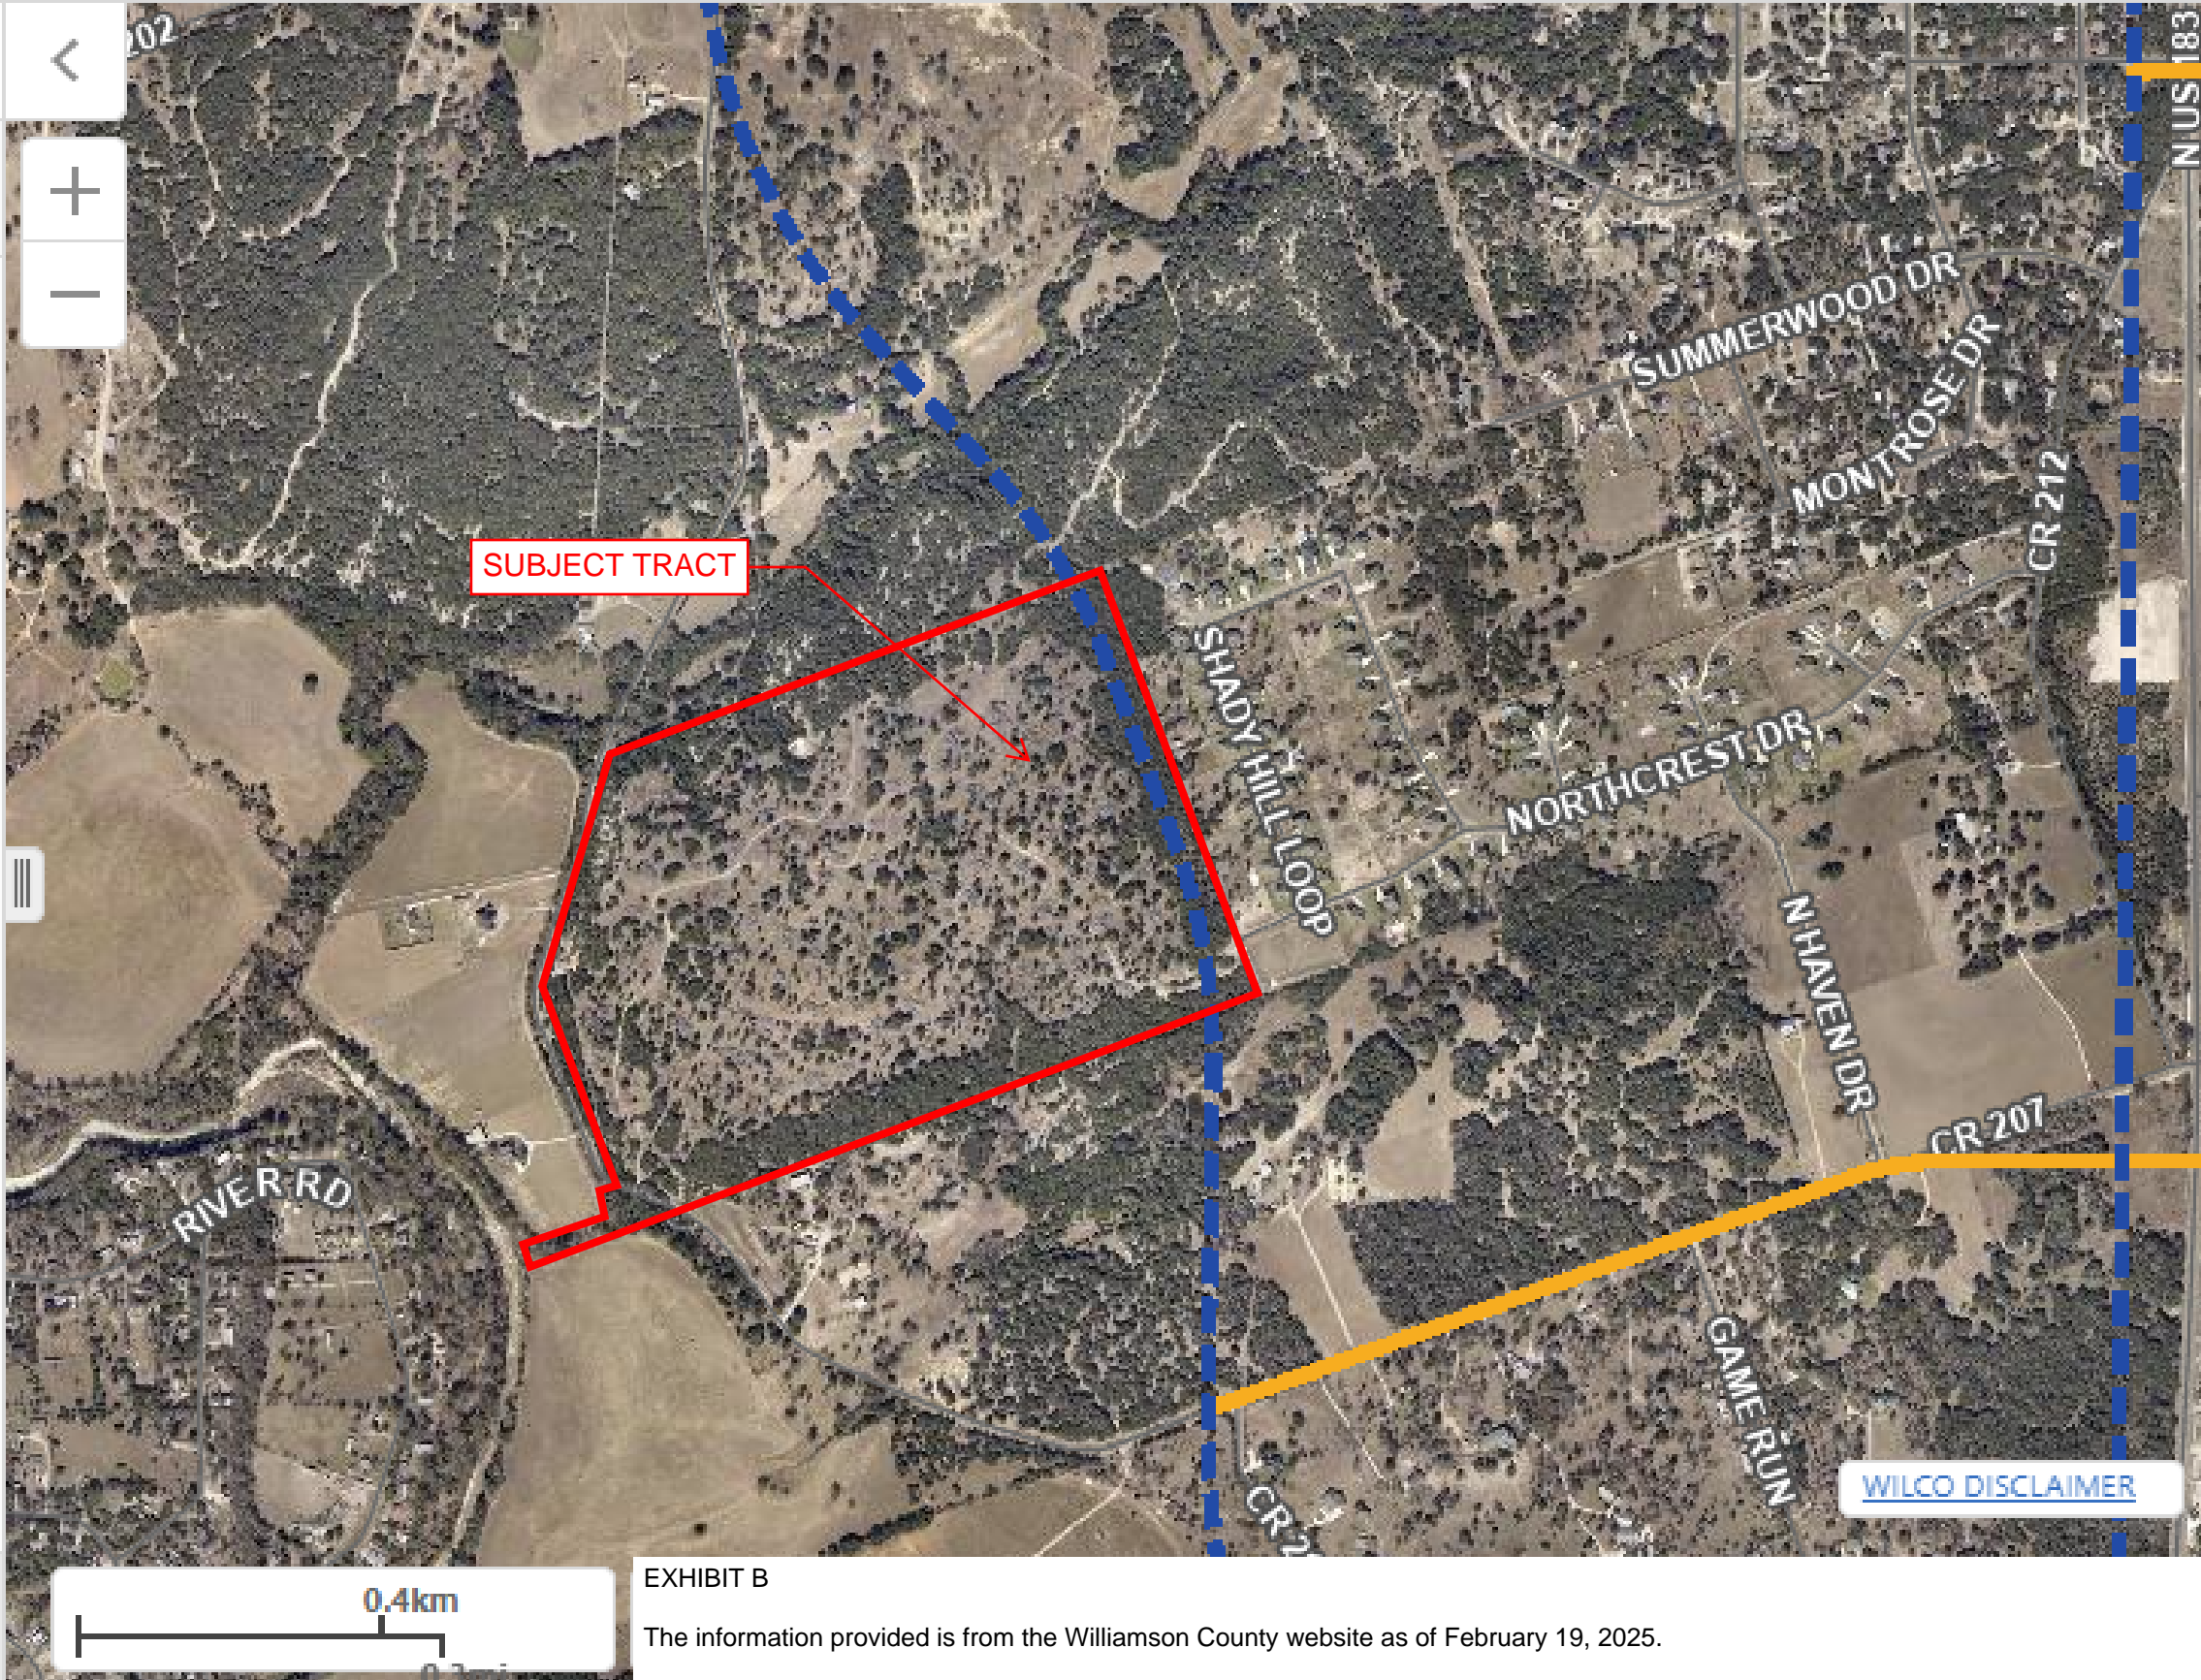 202
N US 183
SUMMERWOOD DR
MONTROSE DR
CR 212
SUBJECT TRACT
SHADY HILL LOOP
NORTHCREST DR
N HAVEN DR
CR 207
RIVER RD
GAME RUN
WILCO DISCLAIMER
CR
0.4km
EXHIBIT B
The information provided is from the Williamson County website as of February 19, 2025.